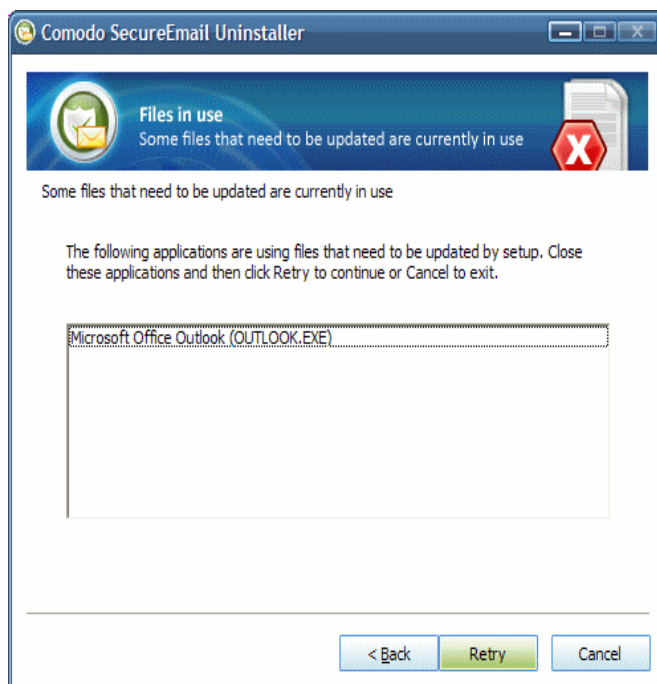 Comodo SecureEmail Uninstaller
Files in use
Some files that need to be updated are currently in use
Some files that need to be updated are currently in use
The following applications are using files that need to be updated by setup. Close
these applications and then click Retry to continue or Cancel to exit.
Microsoft Office Outlook (OUTLOOK.EXE)
< Back
Retry
Cancel